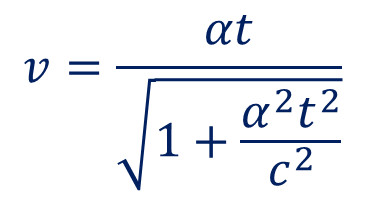 v = αt / √(1 + α²t² / c²)